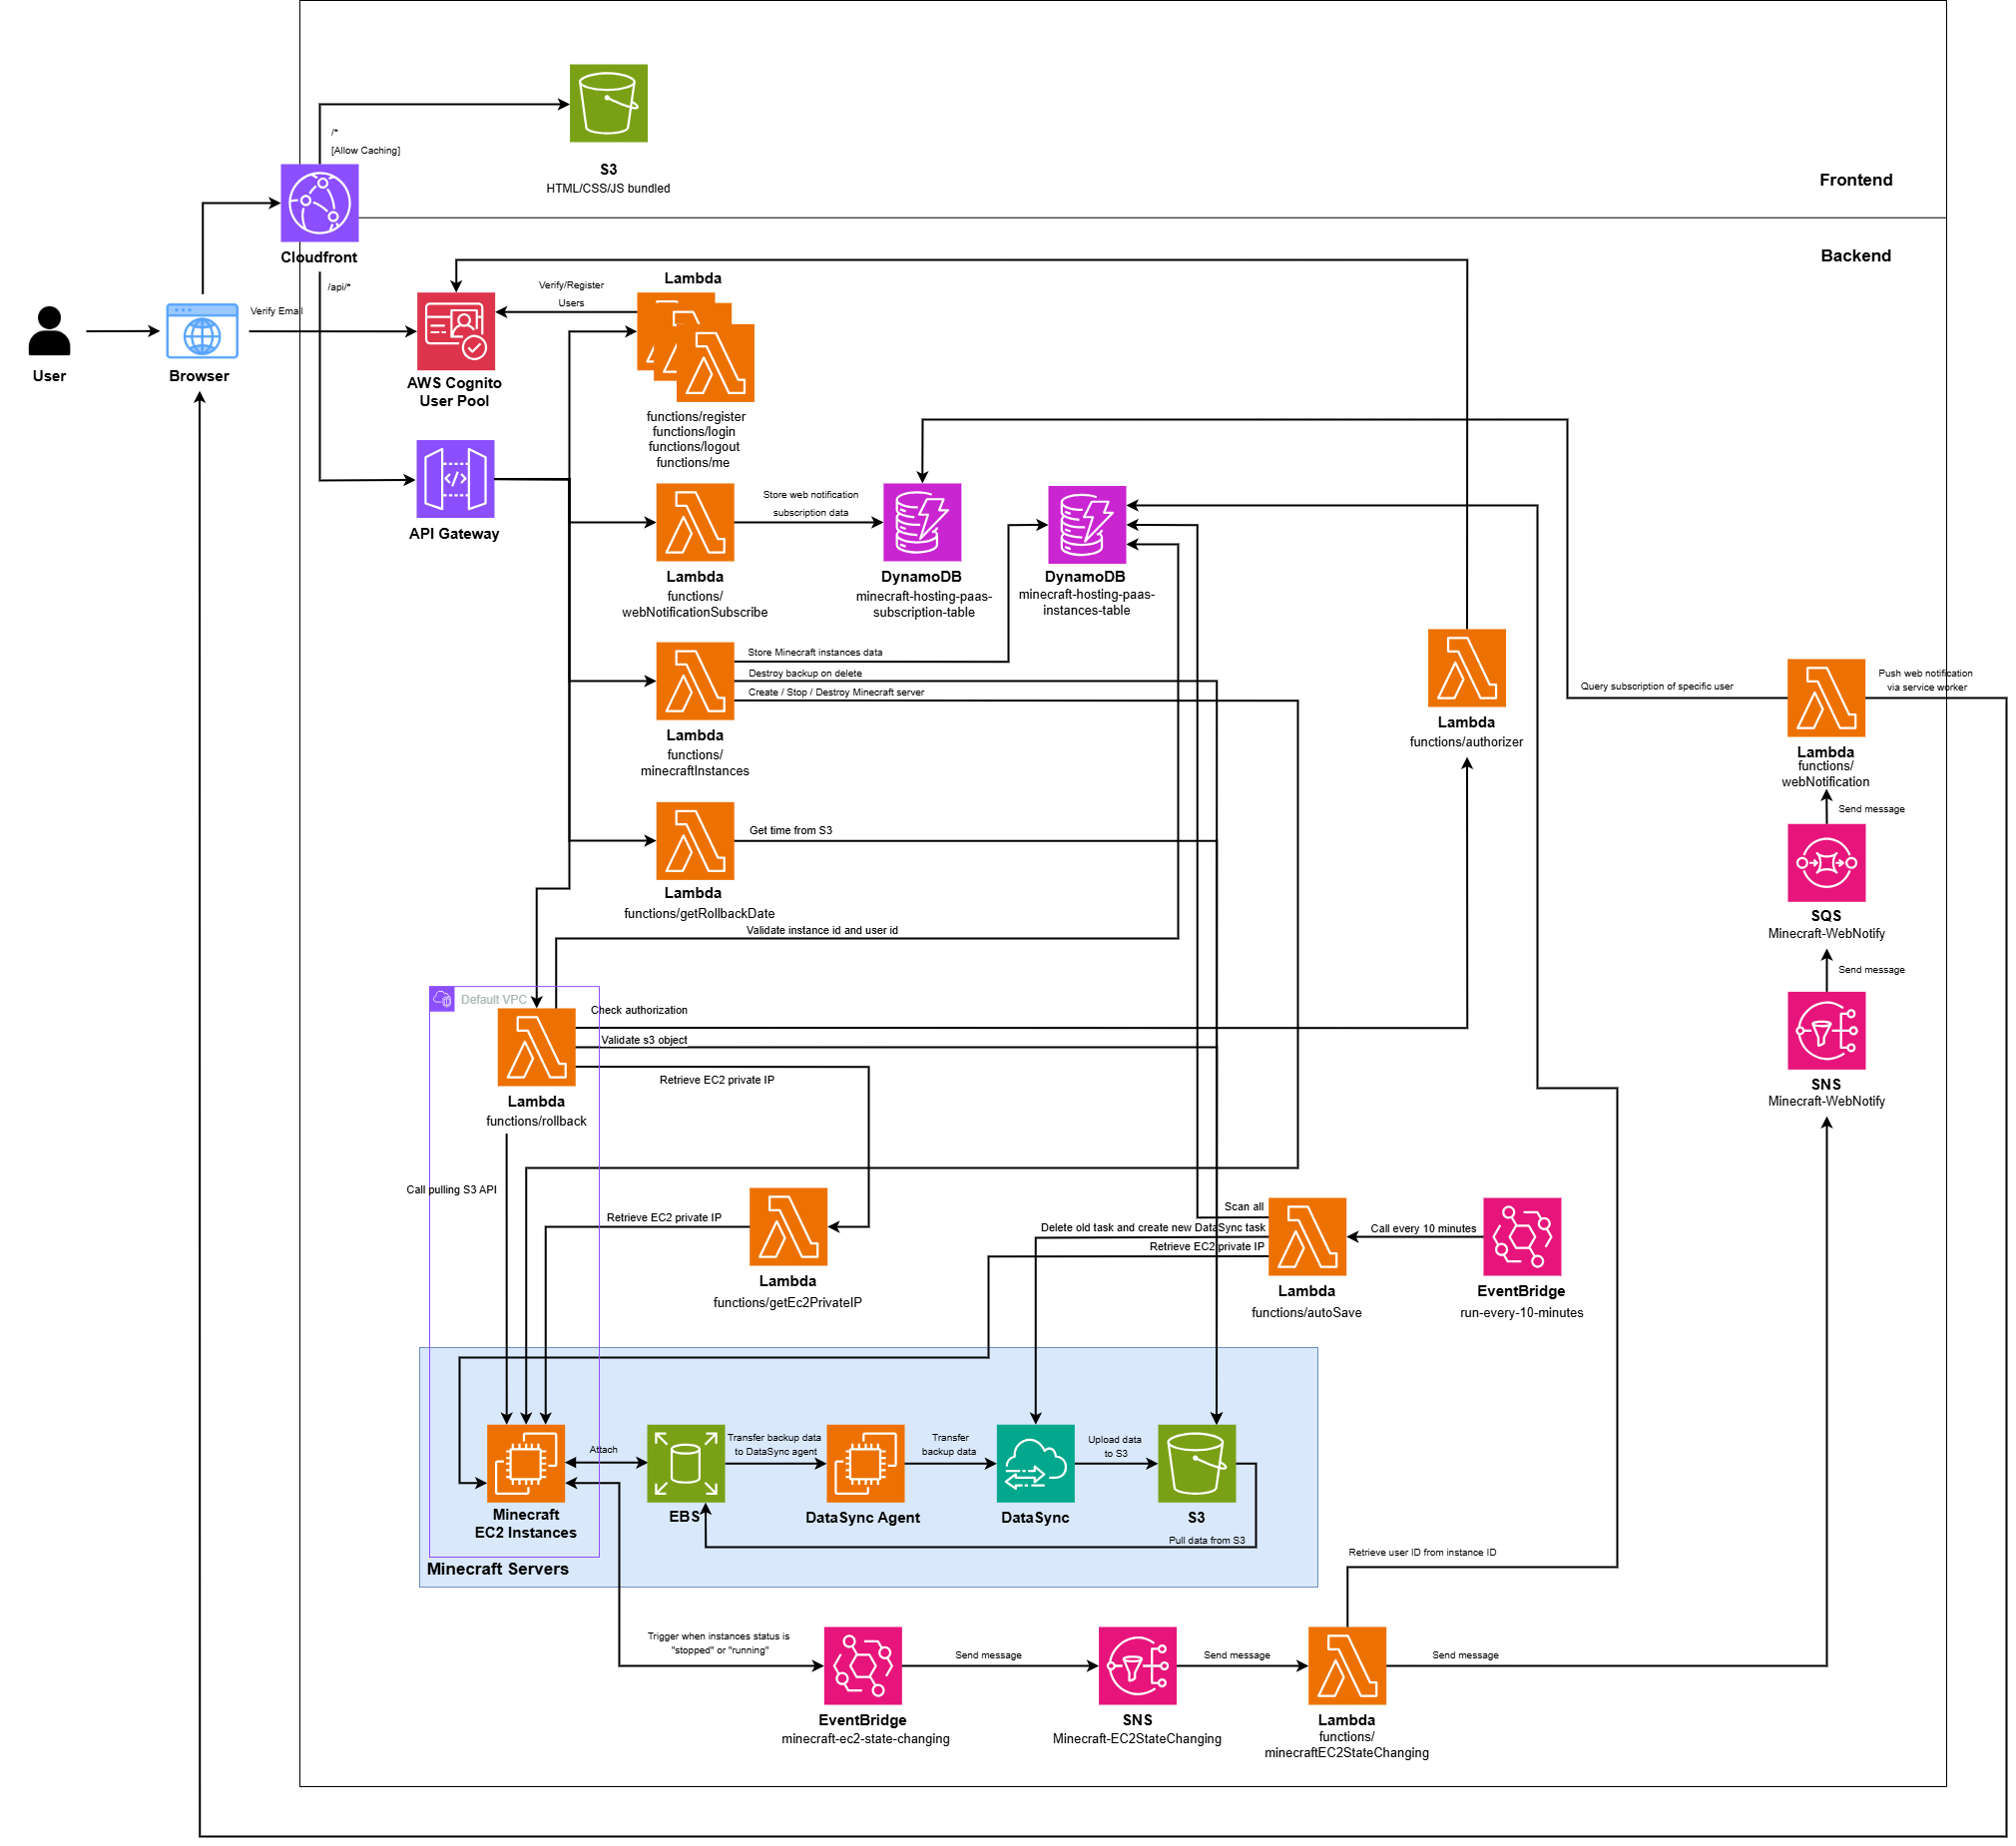 /*
[Allow Caching]
S3
HTML/CSS/JS bundled
Frontend
Cloudfront
Backend
/api/*
Lambda
Verify/Register
Users
Verify Email
User
Browser
AWS Cognito
User Pool
functions/register
functions/login
functions/logout
functions/me
API Gateway
Store web notification
subscription data
Lambda
functions/
webNotificationSubscribe
DynamoDB
minecraft-hosting-paas-
subscription-table
DynamoDB
minecraft-hosting-paas-
instances-table
Store Minecraft instances data
Destroy backup on delete
Create / Stop / Destroy Minecraft server
Lambda
functions/
minecraftInstances
Lambda
functions/authorizer
Query subscription of specific user
Push web notification
via service worker
Lambda
functions/
webNotification
Send message
Get time from S3
Lambda
functions/getRollbackDate
SQS
Minecraft-WebNotify
Validate instance id and user id
Send message
Default VPC
Check authorization
Validate s3 object
Retrieve EC2 private IP
Lambda
functions/rollback
SNS
Minecraft-WebNotify
Call pulling S3 API
Retrieve EC2 private IP
Lambda
functions/getEc2PrivateIP
Scan all
Delete old task and create new DataSync task
Retrieve EC2 private IP
Call every 10 minutes
Lambda
functions/autoSave
EventBridge
run-every-10-minutes
Attach
Transfer backup data
to DataSync agent
Transfer
backup data
Upload data
to S3
Minecraft
EC2 Instances
EBS
DataSync Agent
DataSync
S3
Pull data from S3
Minecraft Servers
Retrieve user ID from instance ID
Trigger when instances status is
"stopped" or "running"
Send message
Send message
Send message
EventBridge
minecraft-ec2-state-changing
SNS
Minecraft-EC2StateChanging
Lambda
functions/
minecraftEC2StateChanging